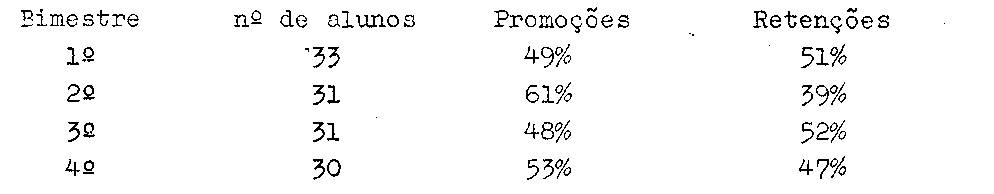 Bimestre nº de alunos Promoções Retenções
1º 33 49% 51%
2º 31 61% 39%
3º 31 48% 52%
4º 30 53% 47%